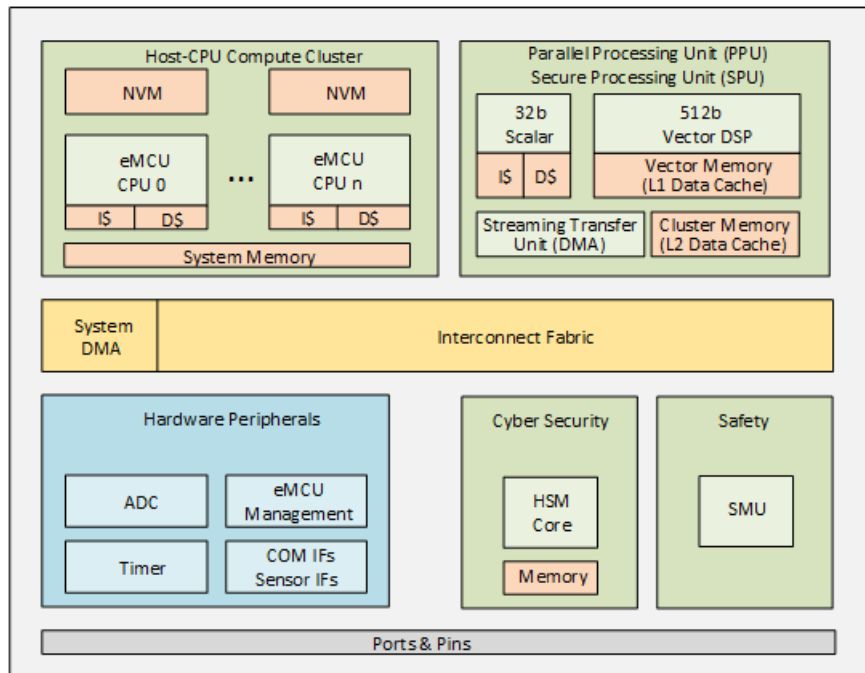 Host-CPU Compute Cluster
NVM
NVM
eMCU
CPU 0
...
eMCU
CPU n
I$
D$
I$
D$
System Memory
Parallel Processing Unit (PPU)
Secure Processing Unit (SPU)
32b
Scalar
512b
Vector DSP
I$
D$
Vector Memory
(L1 Data Cache)
Streaming Transfer
Unit (DMA)
Cluster Memory
(L2 Data Cache)
System
DMA
Interconnect Fabric
Hardware Peripherals
ADC
eMCU
Management
Timer
COM IFs
Sensor IFs
Cyber Security
HSM
Core
Memory
Safety
SMU
Ports & Pins